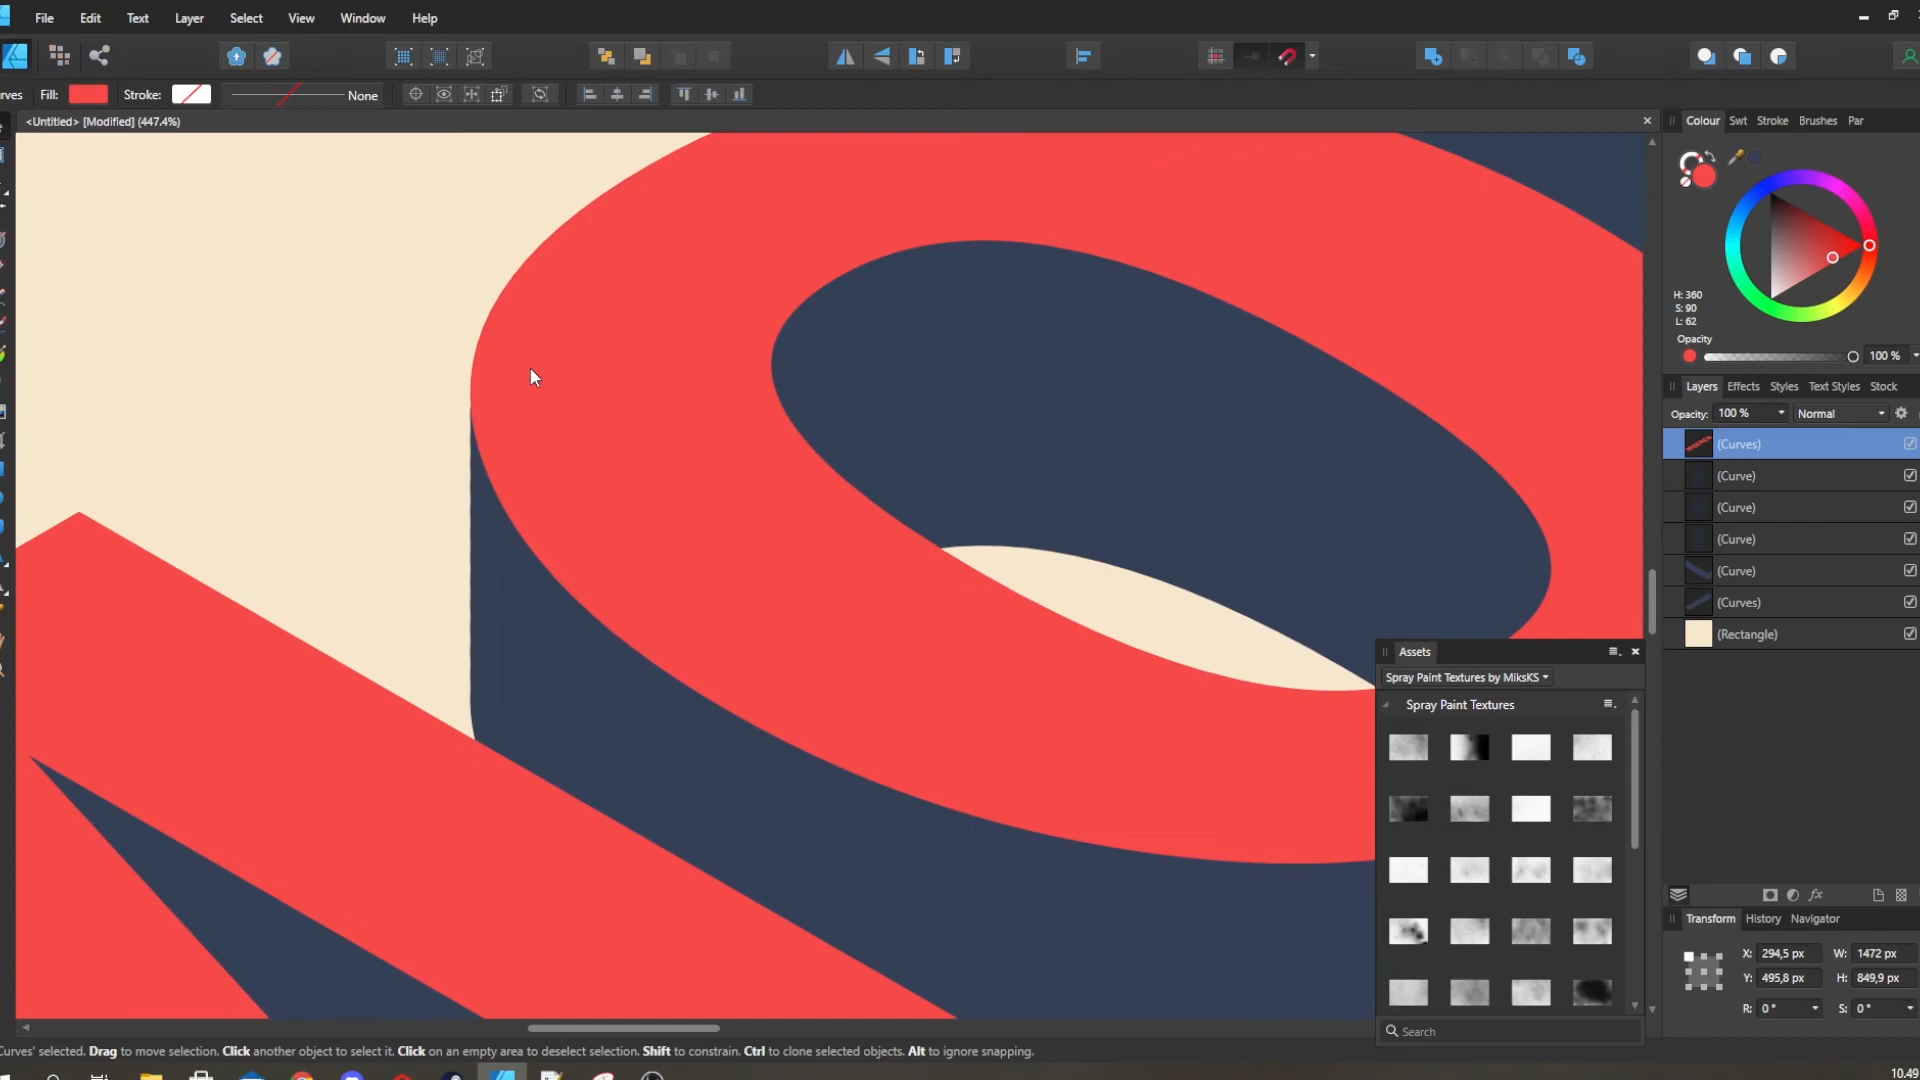 File Edit Text Layer Select View Window Help
rves Fill: Stroke: None
<Untitled> [Modified] (447.4%)
Colour Swt Stroke Brushes Par
H: 360
S: 90
L: 62
Opacity
100 %
Layers Effects Styles Text Styles Stock
Opacity: 100 % Normal
(Curves)
(Curve)
(Curve)
(Curve)
(Curve)
(Curves)
(Rectangle)
Assets
Spray Paint Textures by MiksKS
Spray Paint Textures
Search
fx
Transform History Navigator
X: 294,5 px W: 1472 px
Y: 495,8 px H: 849,9 px
R: 0 ° S: 0 °
Curves' selected. Drag to move selection. Click another object to select it. Click on an empty area to deselect selection. Shift to constrain. Ctrl to clone selected objects. Alt to ignore snapping.
10.49